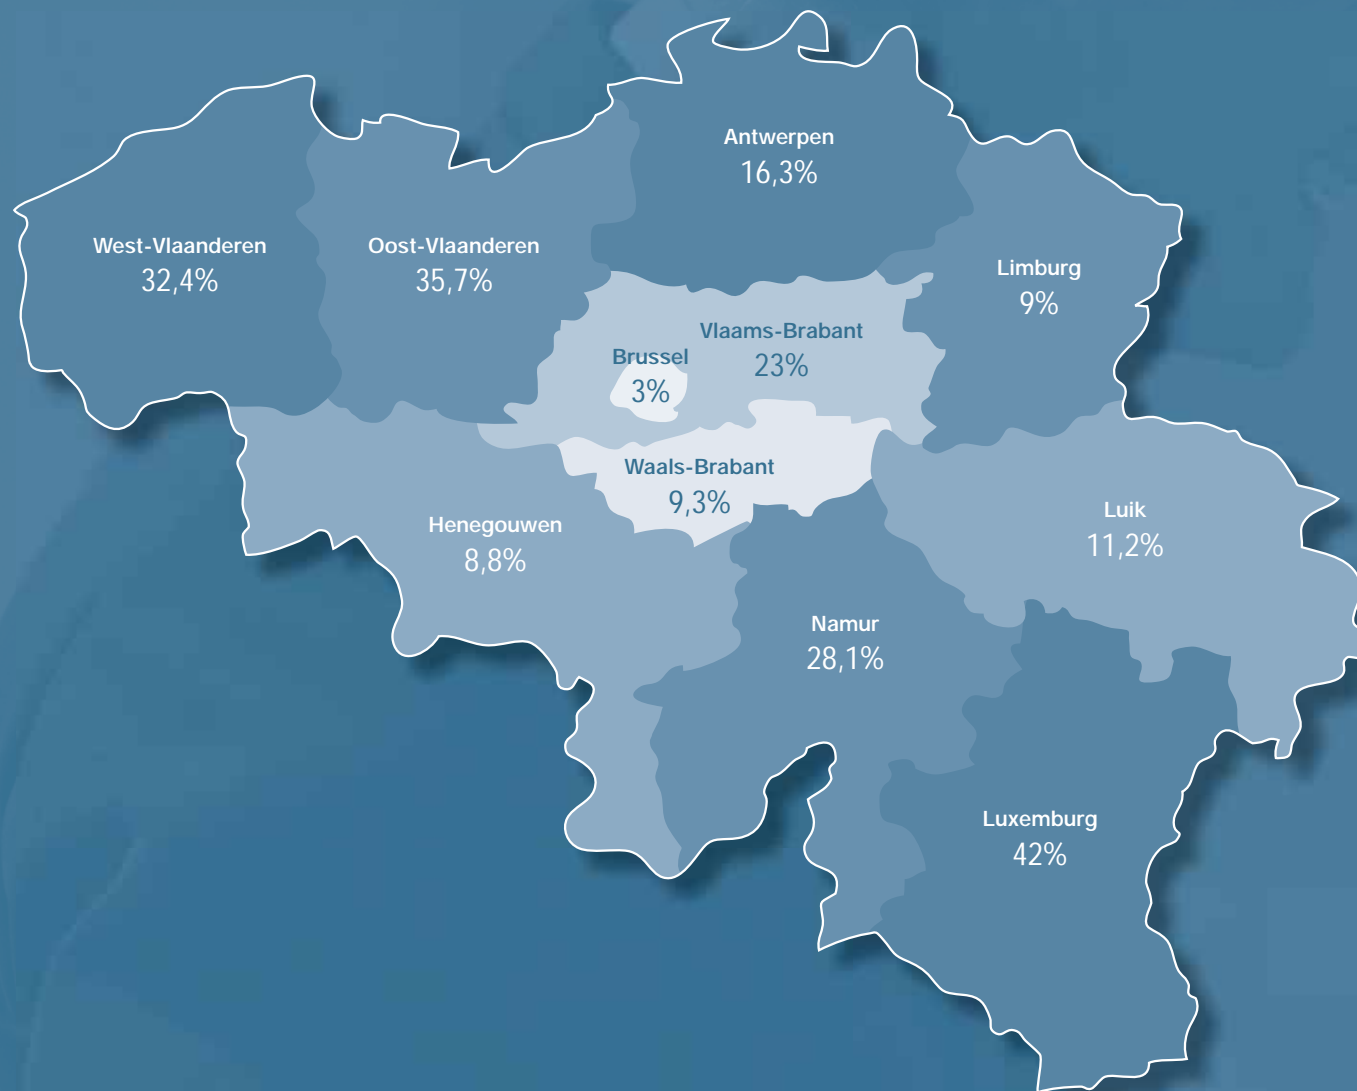 Antwerpen
16,3%
West-Vlaanderen
32,4%
Oost-Vlaanderen
35,7%
Limburg
9%
Vlaams-Brabant
23%
Brussel
3%
Waals-Brabant
9,3%
Henegouwen
8,8%
Luik
11,2%
Namur
28,1%
Luxemburg
42%